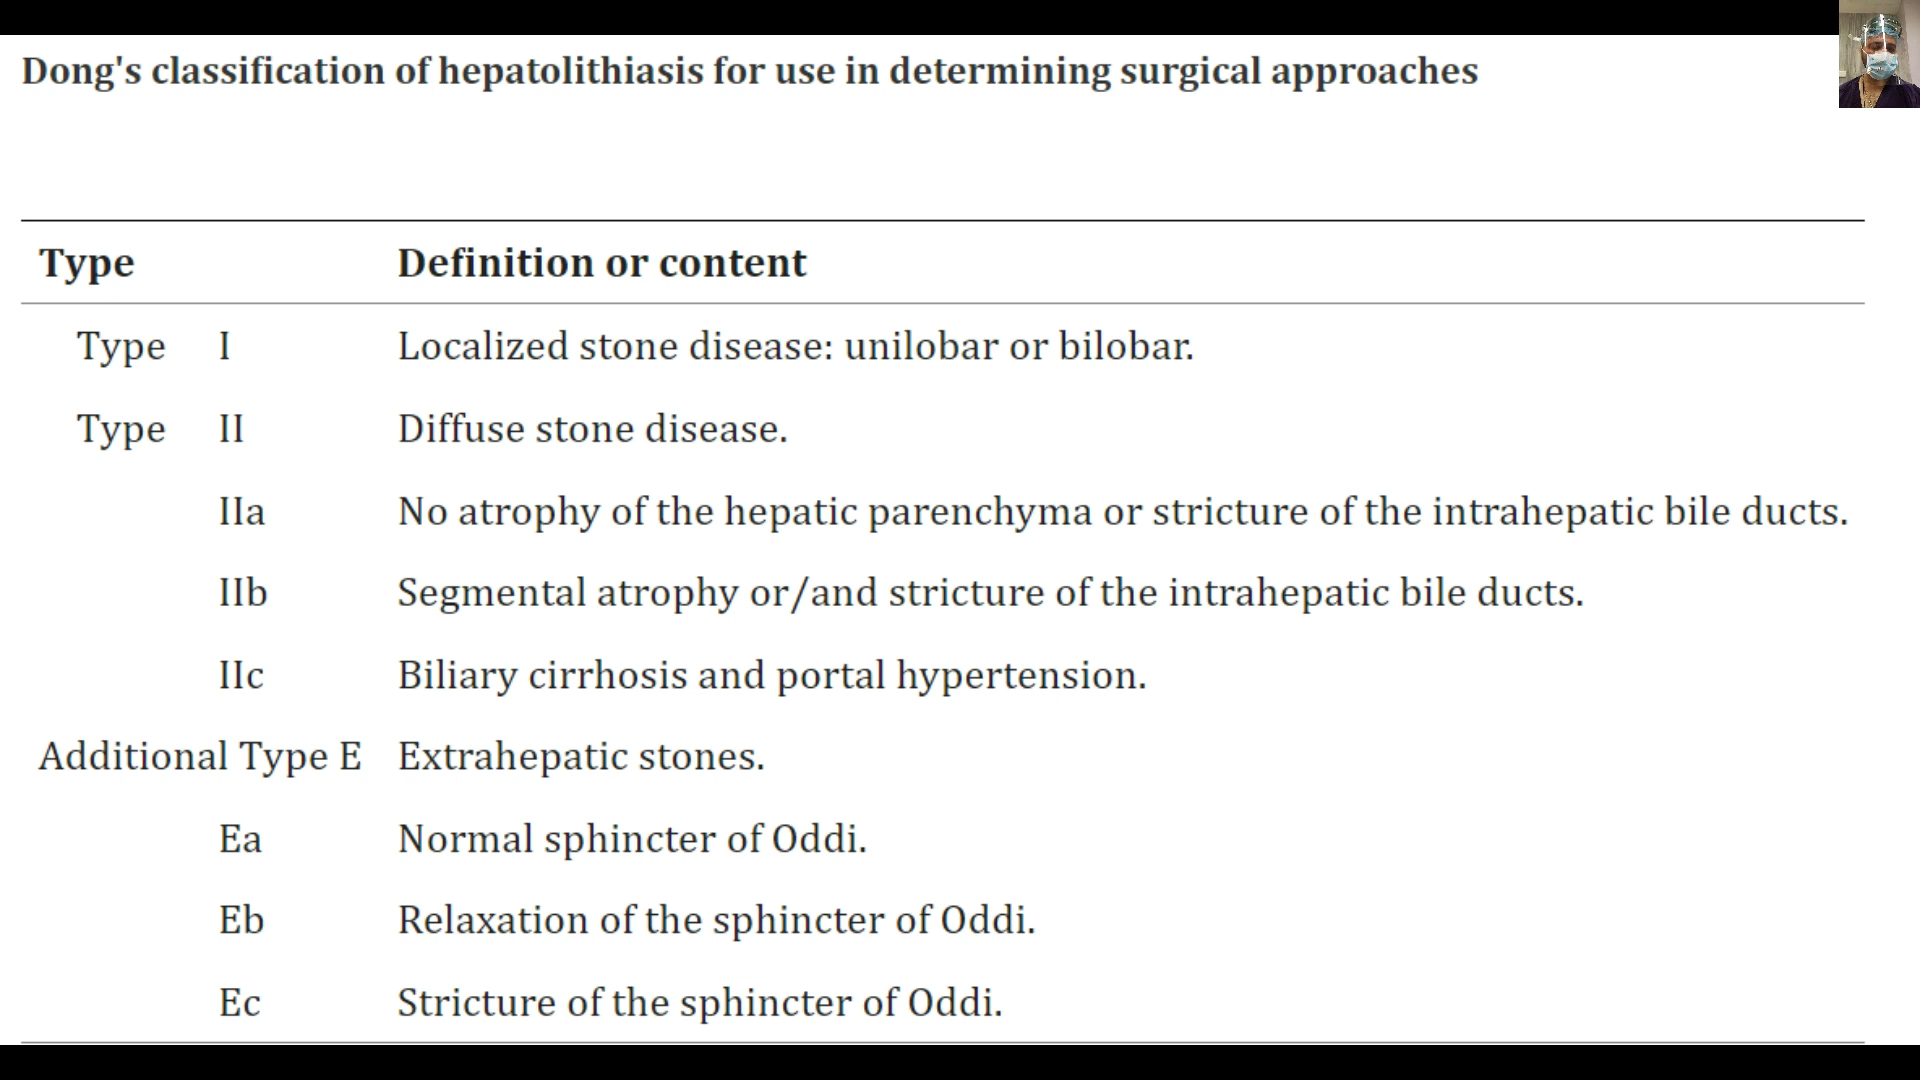 Dong's classification of hepatolithiasis for use in determining surgical approaches
Type Definition or content
Type I Localized stone disease: unilobar or bilobar.
Type II Diffuse stone disease.
IIa No atrophy of the hepatic parenchyma or stricture of the intrahepatic bile ducts.
IIb Segmental atrophy or/and stricture of the intrahepatic bile ducts.
IIc Biliary cirrhosis and portal hypertension.
Additional Type E Extrahepatic stones.
Ea Normal sphincter of Oddi.
Eb Relaxation of the sphincter of Oddi.
Ec Stricture of the sphincter of Oddi.